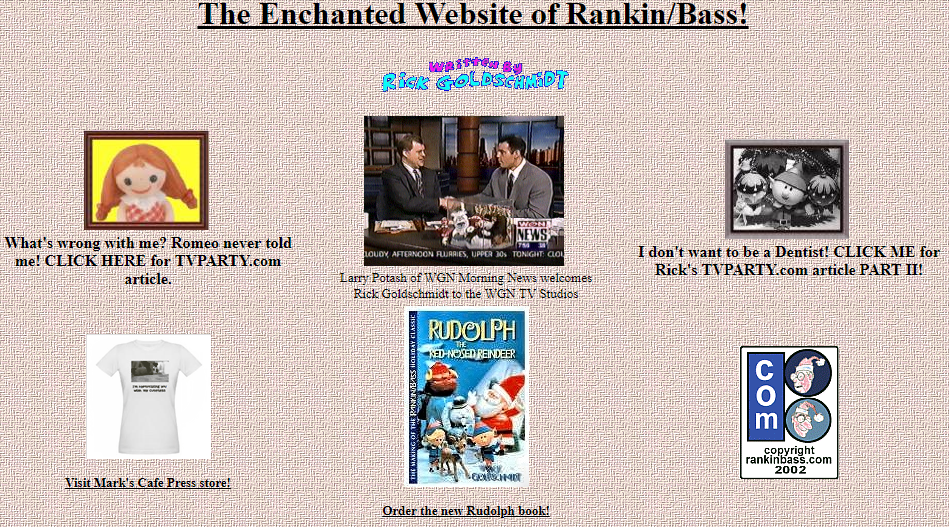 The Enchanted Website of Rankin/Bass!
Written By
Rick Goldschmidt
What's wrong with me? Romeo never told
me! CLICK HERE for TVPARTY.com
article.
WGN
NEWS
LOUDY, AFTERNOON FLURRIES, UPPER 30s TONIGHT: CLOU
Larry Potash of WGN Morning News welcomes
Rick Goldschmidt to the WGN TV Studios
I don't want to be a Dentist! CLICK ME for
Rick's TVPARTY.com article PART II!
Visit Mark's Cafe Press store!
THE MAKING OF THE RANKIN/BASS HOLIDAY CLASSIC
RUDOLPH
THE
RED-NOSED REINDEER
GOLDSCHMIDT
Order the new Rudolph book!
com
copyright
rankinbass.com
2002